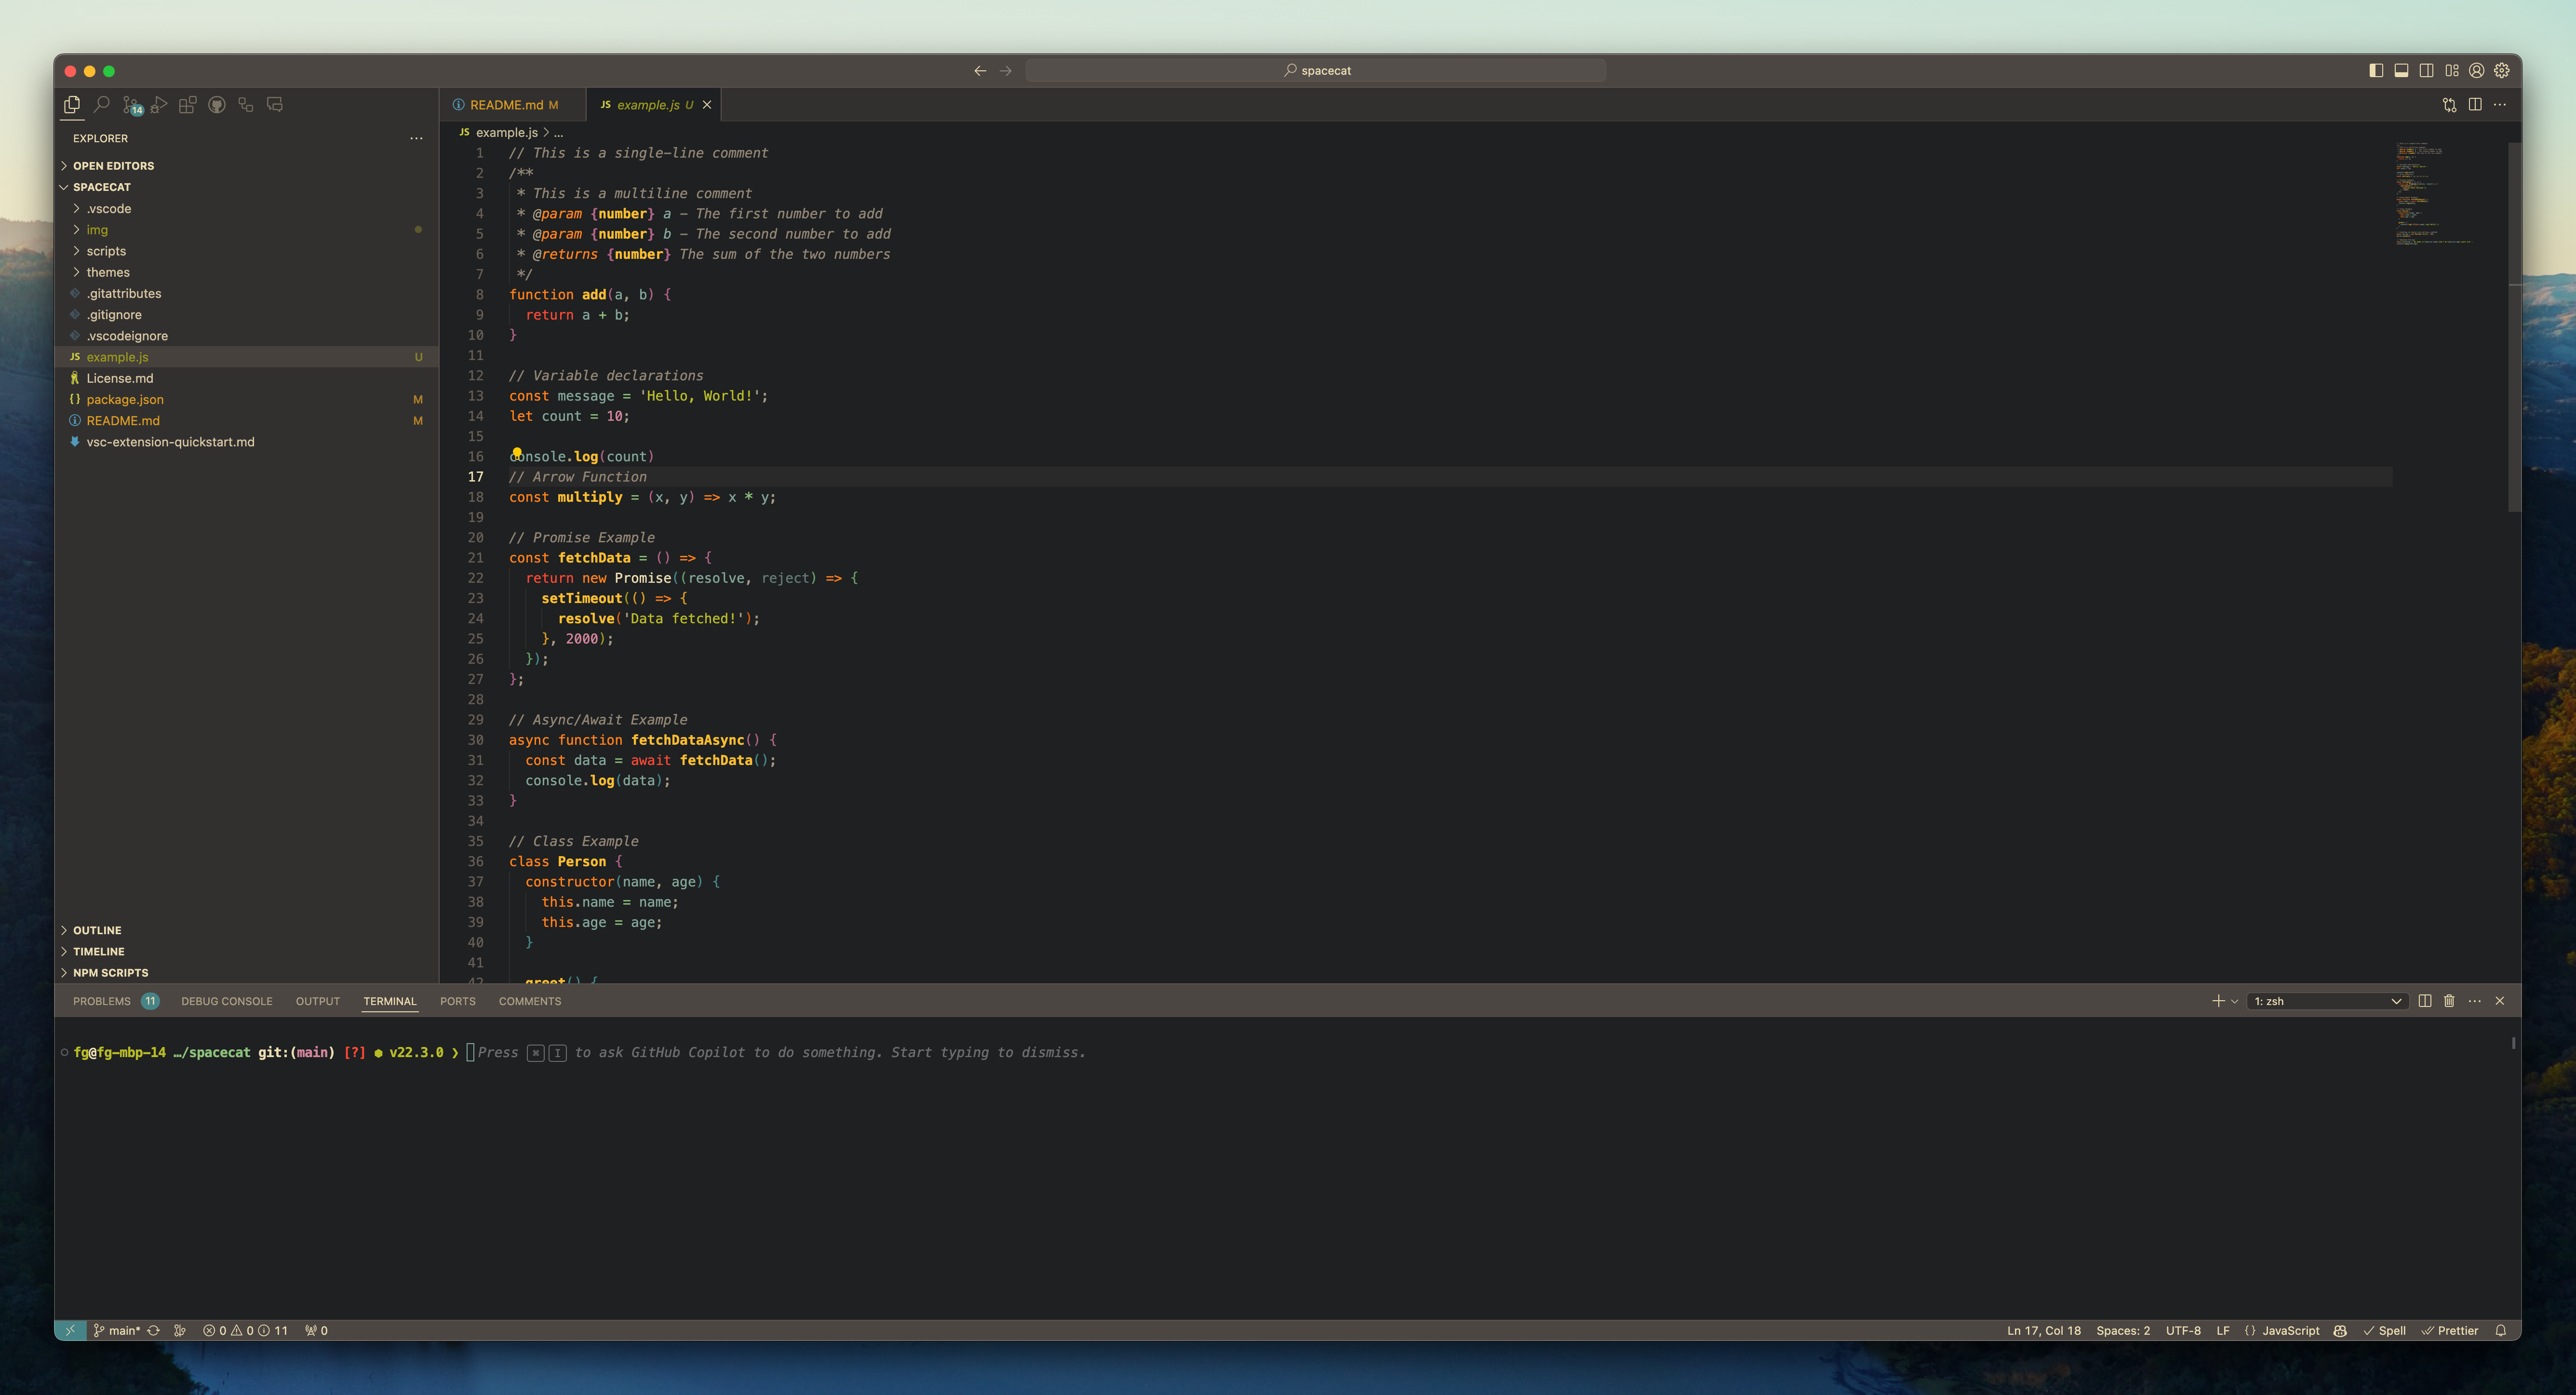 spacecat
14
EXPLORER
OPEN EDITORS
SPACECAT
.vscode
img
scripts
themes
.gitattributes
.gitignore
.vscodeignore
JS example.js U
License.md
{} package.json M
README.md M
vsc-extension-quickstart.md
OUTLINE
TIMELINE
NPM SCRIPTS
README.md M
JS example.js U
JS example.js > ...
1 // This is a single-line comment
2 /**
3 * This is a multiline comment
4 * @param {number} a - The first number to add
5 * @param {number} b - The second number to add
6 * @returns {number} The sum of the two numbers
7 */
8 function add(a, b) {
9 return a + b;
10 }
11
12 // Variable declarations
13 const message = 'Hello, World!';
14 let count = 10;
15
16 console.log(count)
17 // Arrow Function
18 const multiply = (x, y) => x * y;
19
20 // Promise Example
21 const fetchData = () => {
22 return new Promise((resolve, reject) => {
23 setTimeout(() => {
24 resolve('Data fetched!');
25 }, 2000);
26 });
27 };
28
29 // Async/Await Example
30 async function fetchDataAsync() {
31 const data = await fetchData();
32 console.log(data);
33 }
34
35 // Class Example
36 class Person {
37 constructor(name, age) {
38 this.name = name;
39 this.age = age;
40 }
41
42 greet() {
PROBLEMS 11 DEBUG CONSOLE OUTPUT TERMINAL PORTS COMMENTS
1: zsh
fg@fg-mbp-14 …/spacecat git:(main) [?] ⬢ v22.3.0 ❯ Press ⌘ I to ask GitHub Copilot to do something. Start typing to dismiss.
main* 0 0 11 0
Ln 17, Col 18 Spaces: 2 UTF-8 LF {} JavaScript Spell Prettier